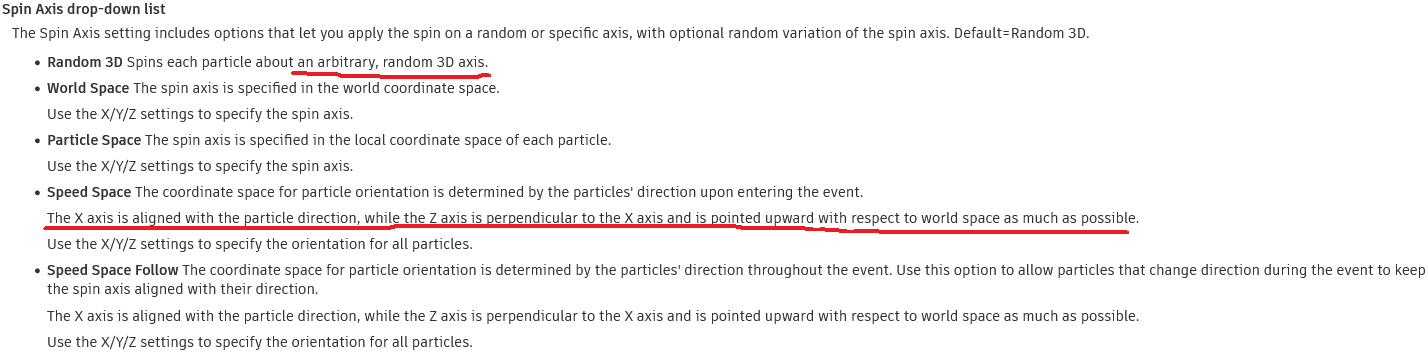 Spin Axis drop-down list
The Spin Axis setting includes options that let you apply the spin on a random or specific axis, with optional random variation of the spin axis. Default=Random 3D.
• Random 3D Spins each particle about an arbitrary, random 3D axis.
• World Space The spin axis is specified in the world coordinate space.
Use the X/Y/Z settings to specify the spin axis.
• Particle Space The spin axis is specified in the local coordinate space of each particle.
Use the X/Y/Z settings to specify the spin axis.
• Speed Space The coordinate space for particle orientation is determined by the particles' direction upon entering the event.
The X axis is aligned with the particle direction, while the Z axis is perpendicular to the X axis and is pointed upward with respect to world space as much as possible.
Use the X/Y/Z settings to specify the orientation for all particles.
• Speed Space Follow The coordinate space for particle orientation is determined by the particles' direction throughout the event. Use this option to allow particles that change direction during the event to keep
the spin axis aligned with their direction.
The X axis is aligned with the particle direction, while the Z axis is perpendicular to the X axis and is pointed upward with respect to world space as much as possible.
Use the X/Y/Z settings to specify the orientation for all particles.